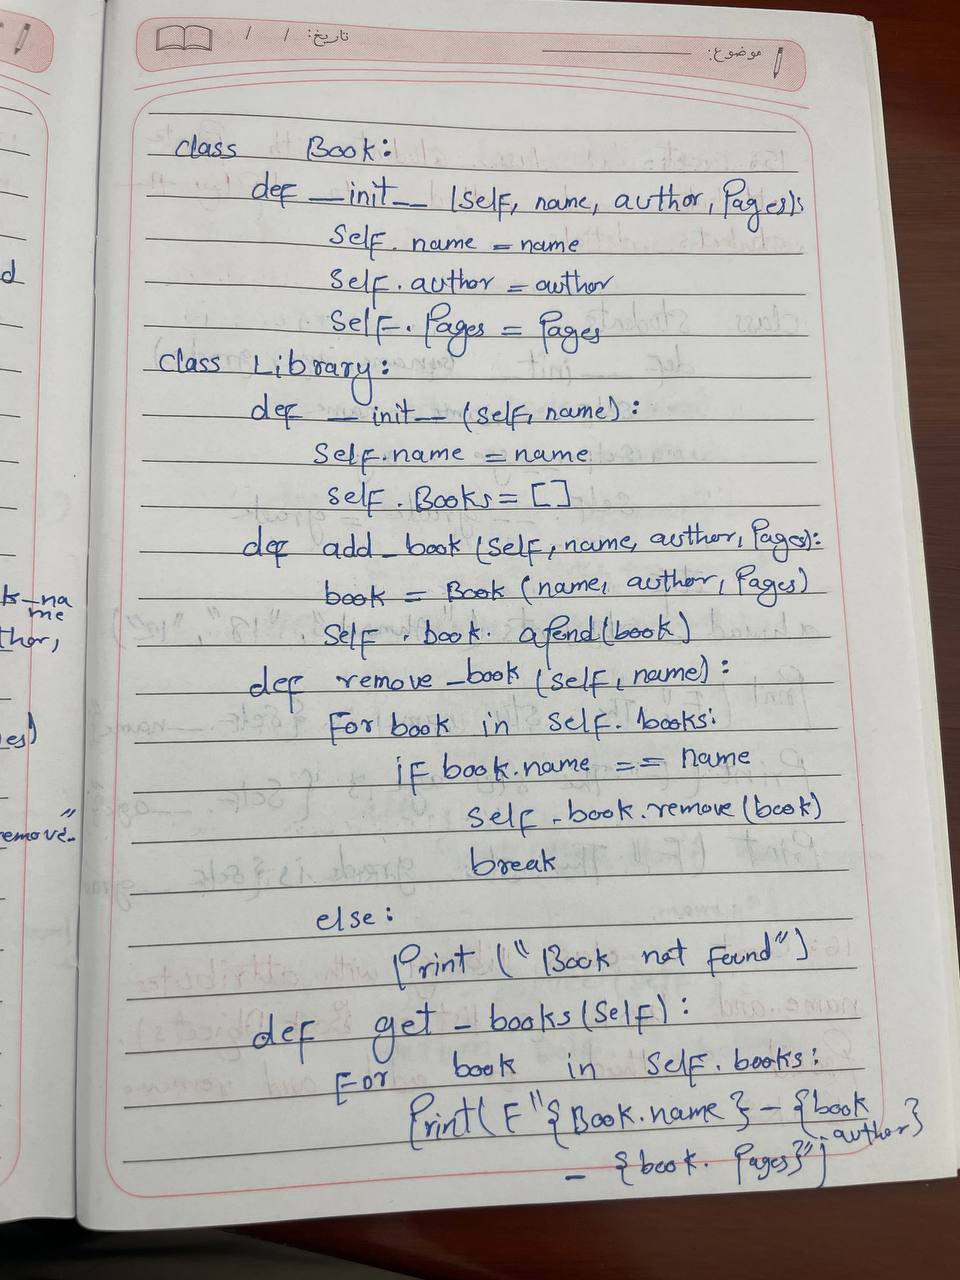 تاریخ: / /
موضوع:
class Book:
def __init__ (self, name, author, Pages):
self.name = name
self.author = author
self.Pages = Pages
class Library:
def __init__ (self, name):
self.name = name
self.Books = []
def add_book (self, name, author, Pages):
book = Book (name, author, Pages)
self.book.afend(book)
def remove_book (self, name):
For book in self.books:
if book.name == name
self.book.remove(book)
break
else:
Print ("Book not found")
def get_books(self):
For book in self.books:
Print(F"{Book.name} - {book
.author}
- {book.Pages}")
d
k_na
me
thor,
es)
remove"